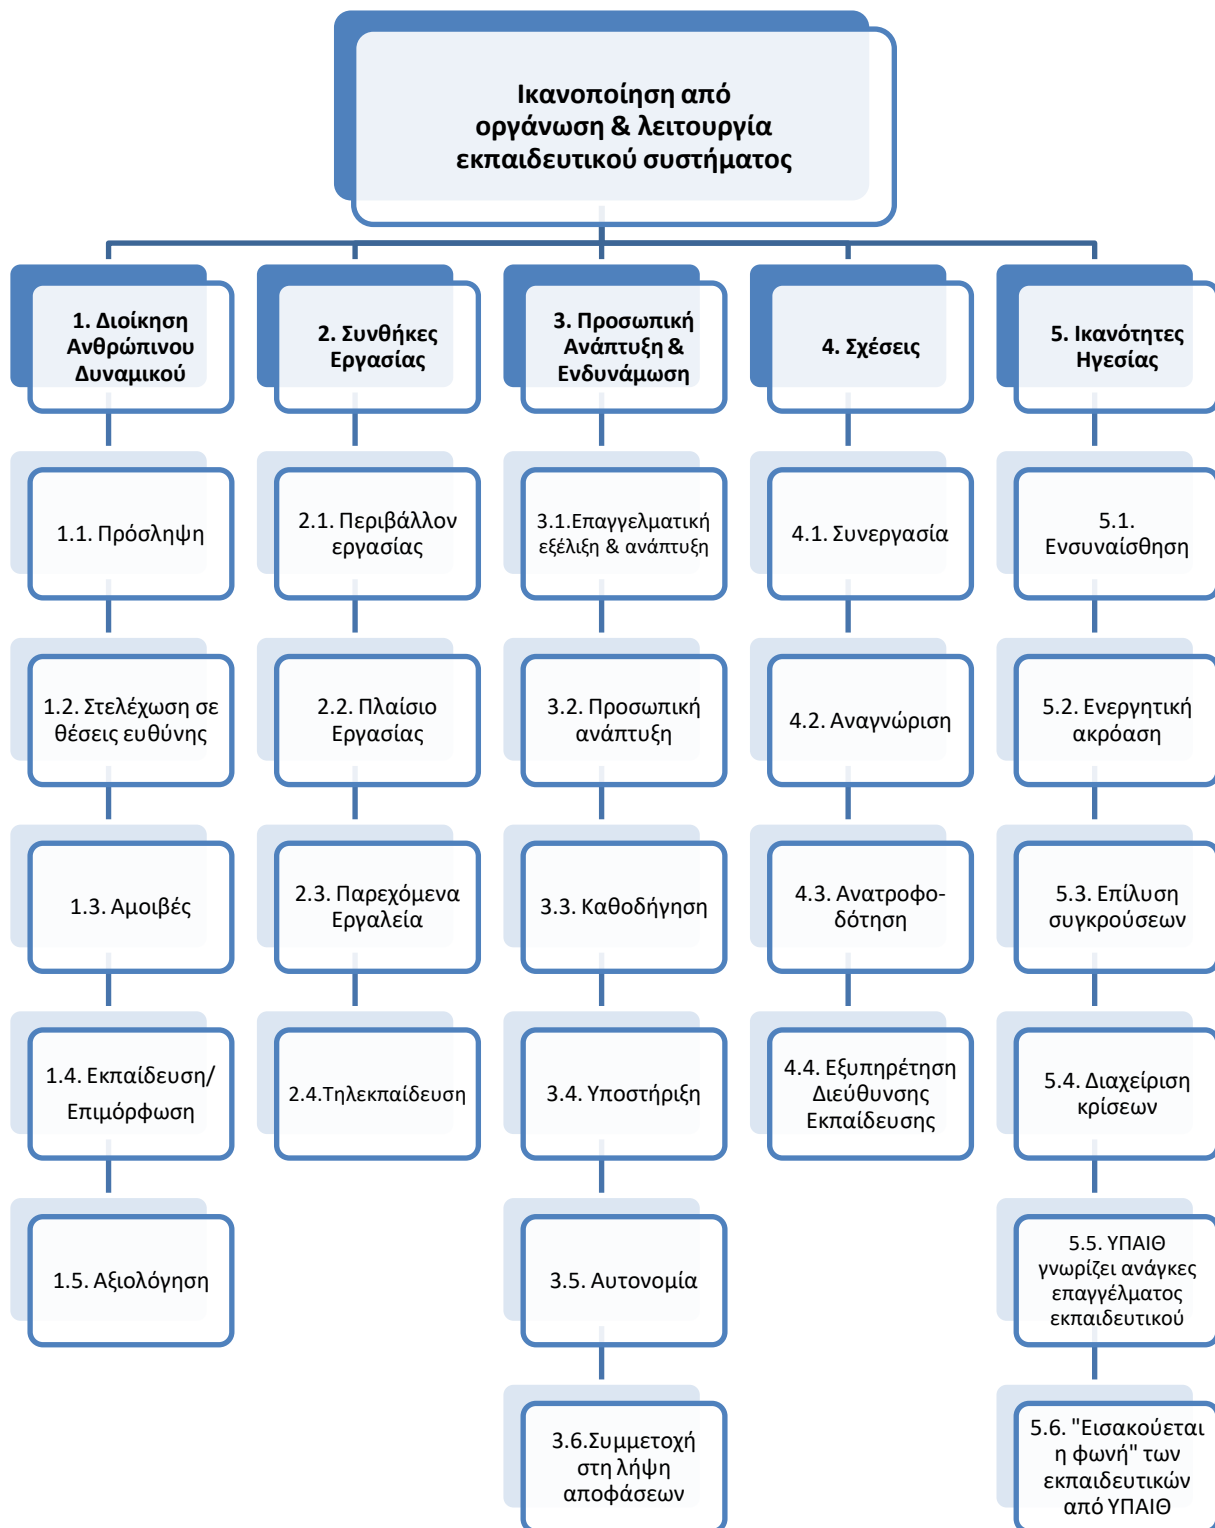 Ικανοποίηση από
οργάνωση & λειτουργία
εκπαιδευτικού συστήματος
1. Διοίκηση
Ανθρώπινου
Δυναμικού
1.1. Πρόσληψη
1.2. Στελέχωση σε
θέσεις ευθύνης
1.3. Αμοιβές
1.4. Εκπαίδευση/
Επιμόρφωση
1.5. Αξιολόγηση
2. Συνθήκες
Εργασίας
2.1. Περιβάλλον
εργασίας
2.2. Πλαίσιο
Εργασίας
2.3. Παρεχόμενα
Εργαλεία
2.4.Τηλεκπαίδευση
3. Προσωπική
Ανάπτυξη &
Ενδυνάμωση
3.1.Επαγγελματική
εξέλιξη & ανάπτυξη
3.2. Προσωπική
ανάπτυξη
3.3. Καθοδήγηση
3.4. Υποστήριξη
3.5. Αυτονομία
3.6.Συμμετοχή
στη λήψη
αποφάσεων
4. Σχέσεις
4.1. Συνεργασία
4.2. Αναγνώριση
4.3. Ανατροφο-
δότηση
4.4. Εξυπηρέτηση
Διεύθυνσης
Εκπαίδευσης
5. Ικανότητες
Ηγεσίας
5.1.
Ενσυναίσθηση
5.2. Ενεργητική
ακρόαση
5.3. Επίλυση
συγκρούσεων
5.4. Διαχείριση
κρίσεων
5.5. ΥΠΑΙΘ
γνωρίζει ανάγκες
επαγγέλματος
εκπαιδευτικού
5.6. "Εισακούεται
η φωνή" των
εκπαιδευτικών
από ΥΠΑΙΘ